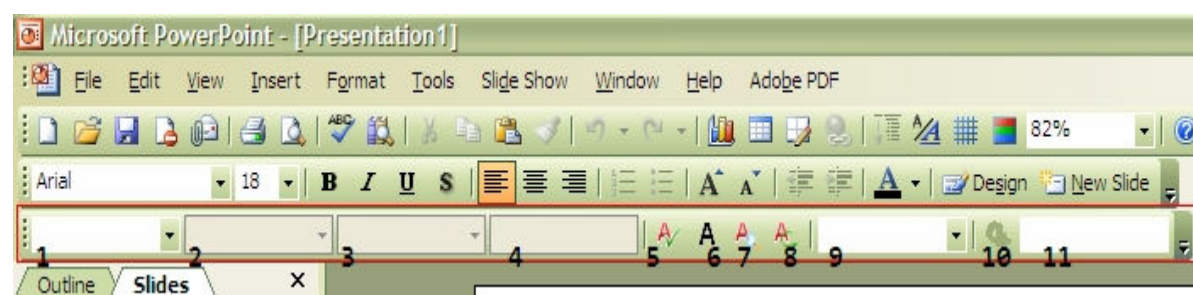 Microsoft PowerPoint - [Presentation1]
File Edit View Insert Format Tools Slide Show Window Help Adobe PDF
ABC 82%
Arial 18 B I U S A A A Design New Slide
A A A A
1 2 3 4 5 6 7 8 9 10 11
Outline Slides X